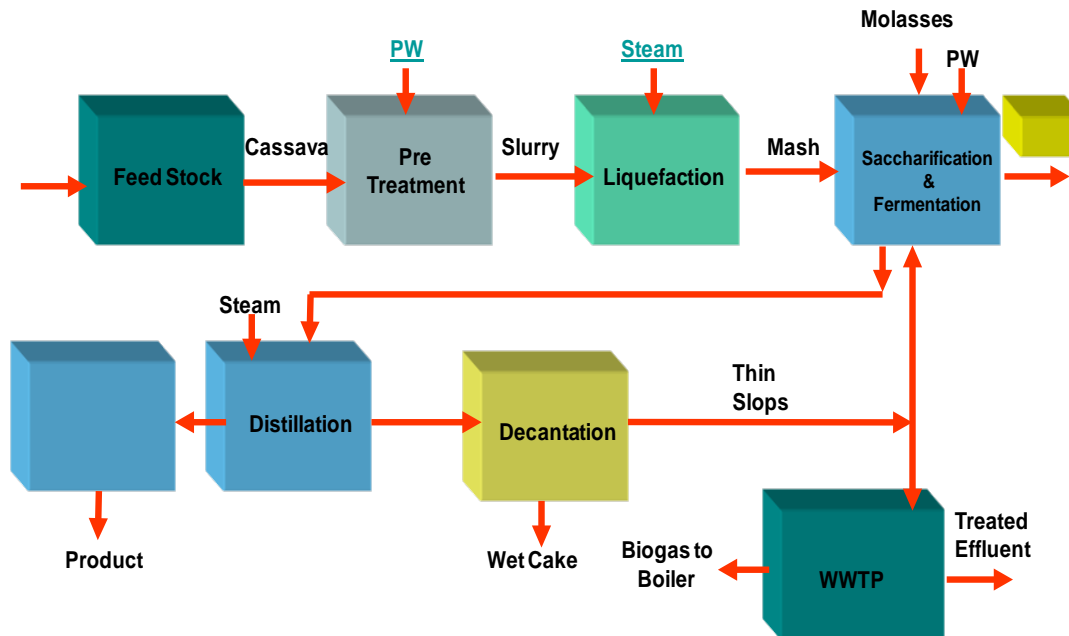 Molasses
PW
Steam
PW
Cassava
Slurry
Mash
Feed Stock
Pre
Treatment
Liquefaction
Saccharification
&
Fermentation
Steam
Thin
Slops
Distillation
Decantation
Product
Wet Cake
Biogas to
Boiler
WWTP
Treated
Effluent